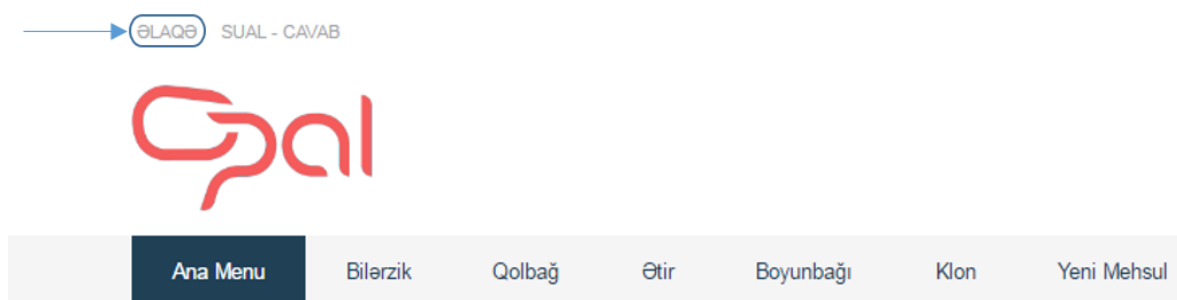 ƏLAQƏ SUAL - CAVAB
Opal
Ana Menu Bilərzik Qolbağ Ətir Boyunbağı Klon Yeni Mehsul